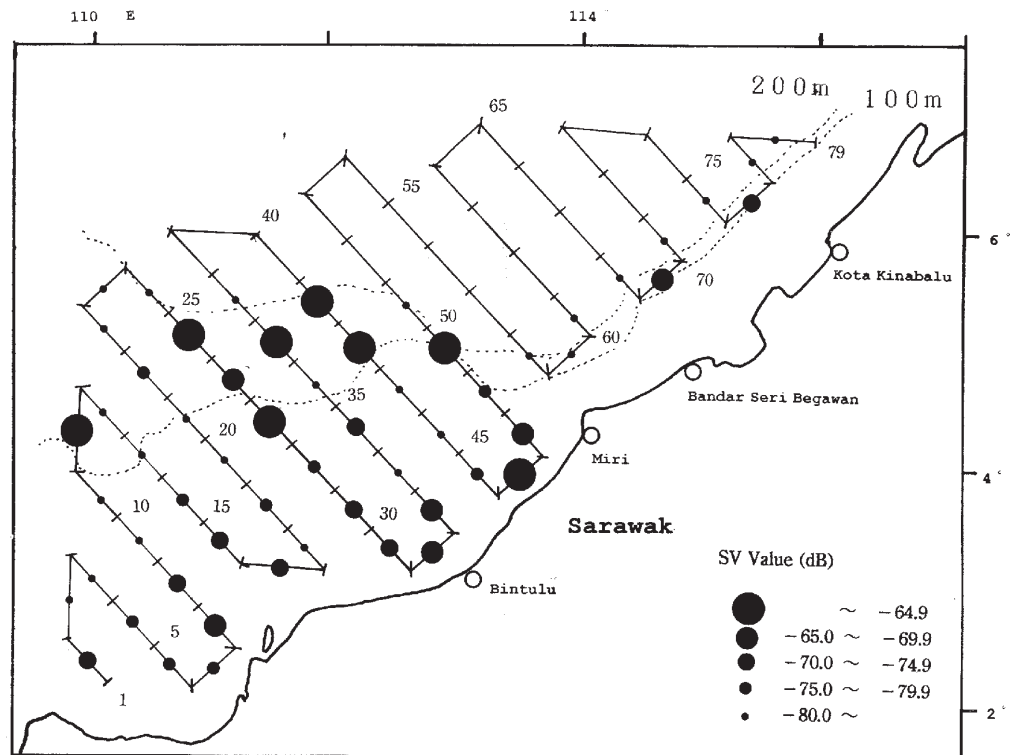 110 E 114
200m 100m
65
75 79
55
40
6°
Kota Kinabalu
25
70
50
60
35
Bandar Seri Begawan
20
45
Miri
4°
10 15
30
Sarawak
SV Value (dB)
Bintulu
~ -64.9
5
-65.0 ~ -69.9
-70.0 ~ -74.9
-75.0 ~ -79.9
1
-80.0 ~
2°